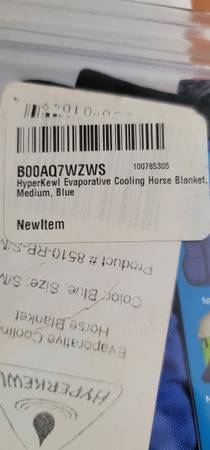 B00AQ7WZWS 100785305
HyperKewl Evaporative Cooling Horse Blanket,
Medium, Blue
NewItem
Product # 8510-RB-S/M
Color: Blue, Size: S/M
Evaporative Cooling
Horse Blanket
HYPERKEWL